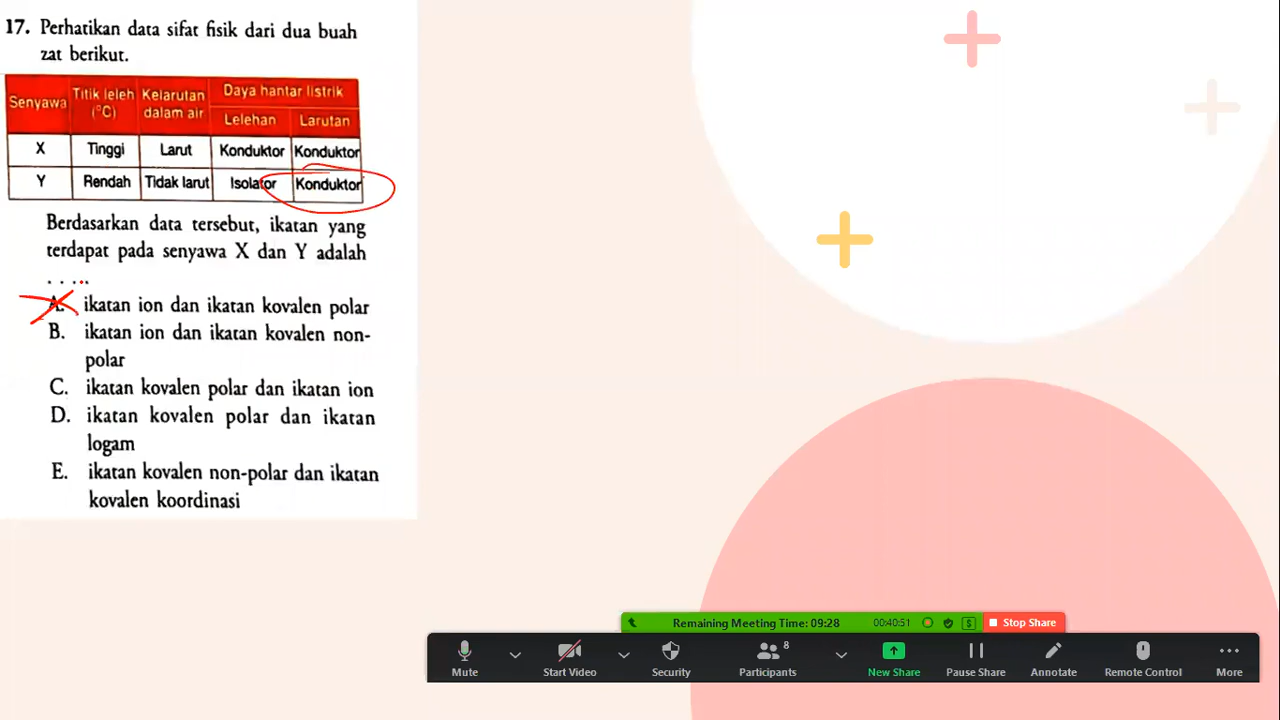 17. Perhatikan data sifat fisik dari dua buah
zat berikut.
Senyawa Titik leleh (°C) Kelarutan dalam air Daya hantar listrik
Lelehan Larutan
X Tinggi Larut Konduktor Konduktor
Y Rendah Tidak larut Isolator Konduktor
Berdasarkan data tersebut, ikatan yang
terdapat pada senyawa X dan Y adalah
. . . .
A. ikatan ion dan ikatan kovalen polar
B. ikatan ion dan ikatan kovalen non-
polar
C. ikatan kovalen polar dan ikatan ion
D. ikatan kovalen polar dan ikatan
logam
E. ikatan kovalen non-polar dan ikatan
kovalen koordinasi
Remaining Meeting Time: 09:28 00:40:51 $ Stop Share
8
Mute Start Video Security Participants New Share Pause Share Annotate Remote Control More